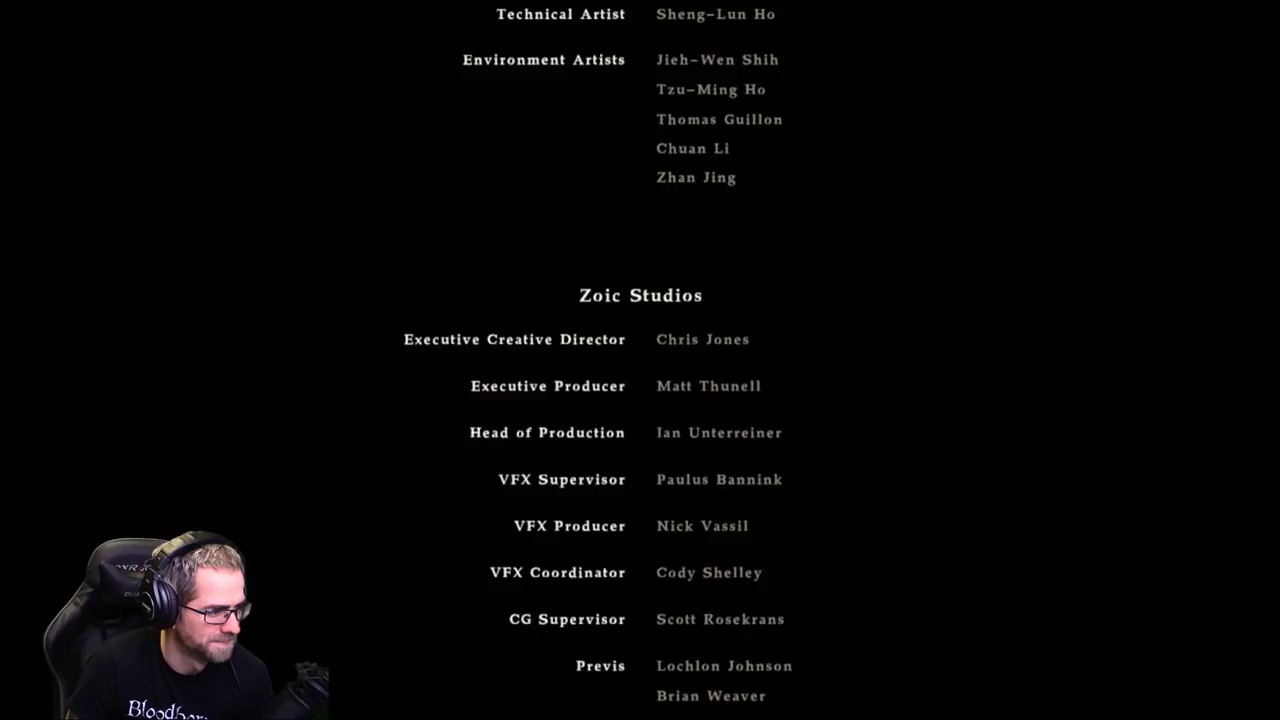 Technical Artist Sheng-Lun Ho
Environment Artists Jieh-Wen Shih
Tzu-Ming Ho
Thomas Guillon
Chuan Li
Zhan Jing
Zoic Studios
Executive Creative Director Chris Jones
Executive Producer Matt Thunell
Head of Production Ian Unterreiner
VFX Supervisor Paulus Bannink
VFX Producer Nick Vassil
VFX Coordinator Cody Shelley
CG Supervisor Scott Rosekrans
Previs Lochlon Johnson
Brian Weaver